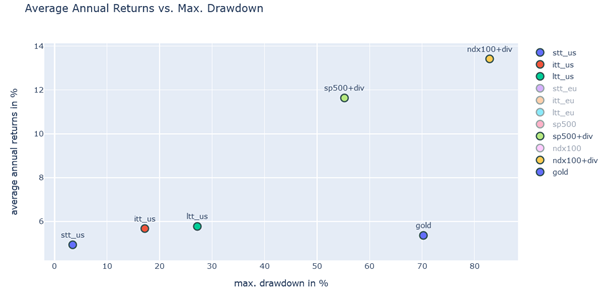 Average Annual Returns vs. Max. Drawdown
14
12
10
8
6
average annual returns in %
ndx100+div
sp500+div
stt_us
itt_us
ltt_us
gold
0
10
20
30
40
50
60
70
80
max. drawdown in %
stt_us
itt_us
ltt_us
stt_eu
itt_eu
ltt_eu
sp500
sp500+div
ndx100
ndx100+div
gold